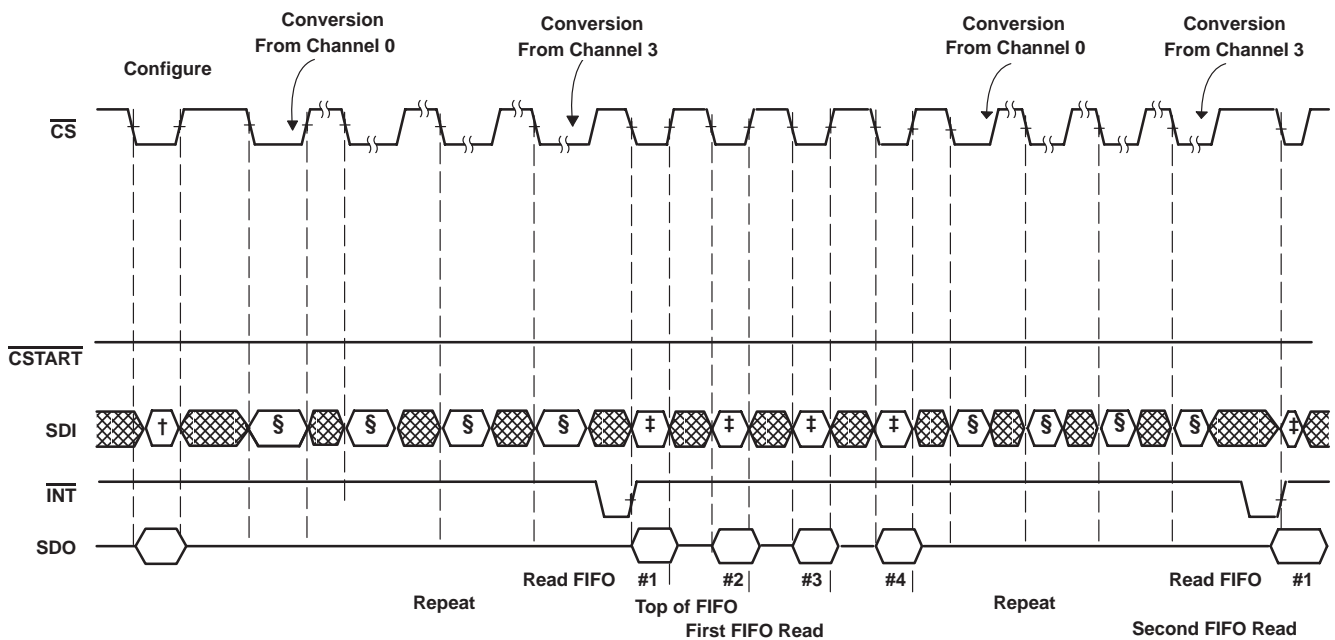 Conversion
From Channel 0
Conversion
From Channel 3
Conversion
From Channel 0
Conversion
From Channel 3
Configure
CS
CSTART
SDI † § § § § ‡ ‡ ‡ ‡ § § § § ‡
INT
SDO
Read FIFO #1 #2 #3 #4 Read FIFO #1
Repeat Top of FIFO Repeat
First FIFO Read Second FIFO Read